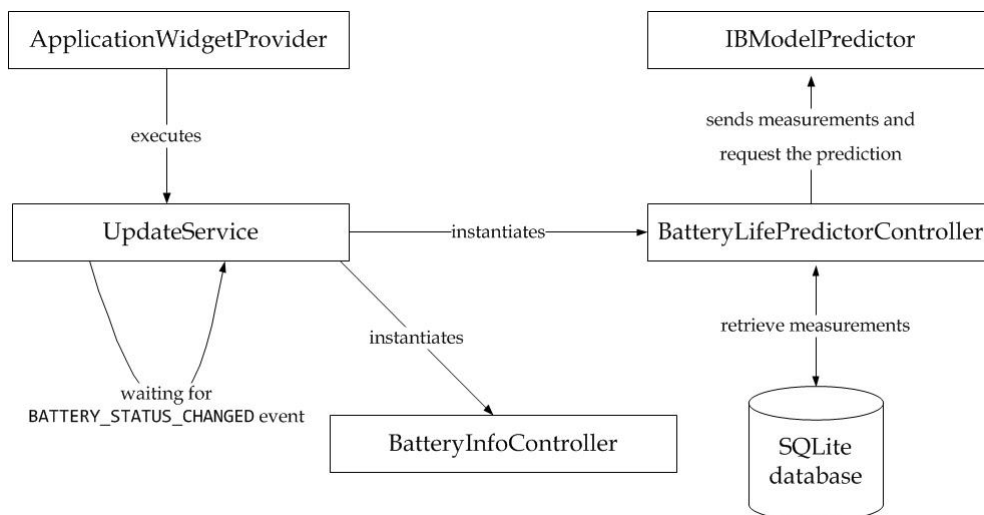 ApplicationWidgetProvider
IBModelPredictor
executes
sends measurements and
request the prediction
UpdateService
instantiates
BatteryLifePredictorController
instantiates
retrieve measurements
waiting for
BATTERY_STATUS_CHANGED event
BatteryInfoController
SQLite
database